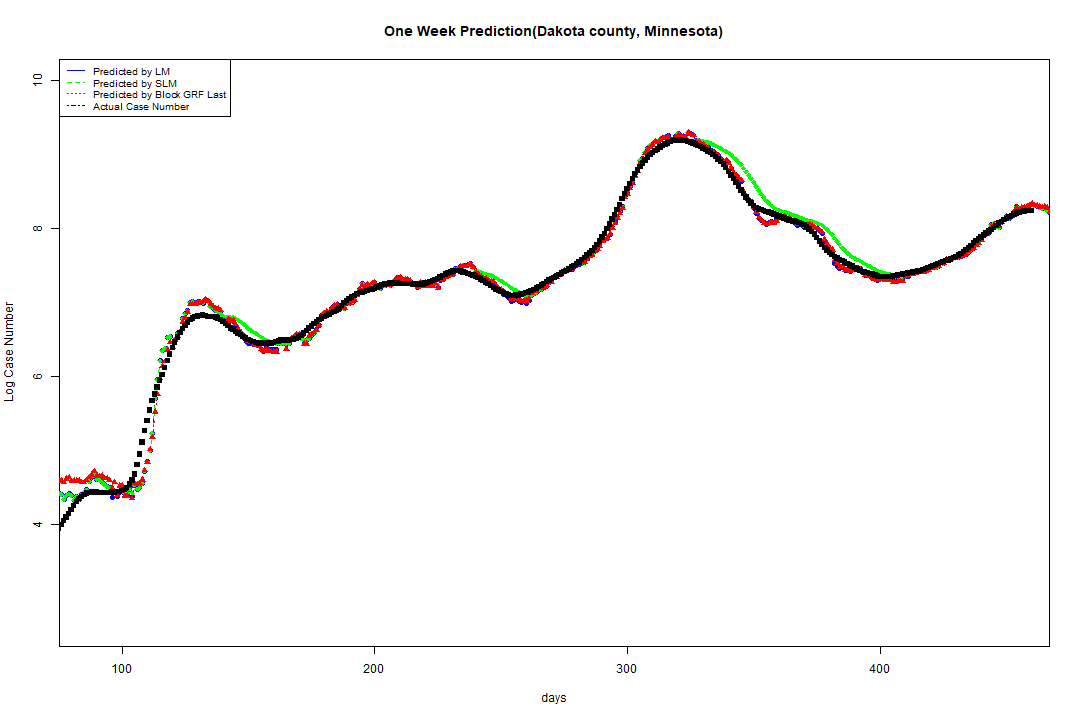 One Week Prediction(Dakota county, Minnesota)
Predicted by LM
Predicted by SLM
Predicted by Block GRF Last
Actual Case Number
10
8
6
4
Log Case Number
100 200 300 400
days